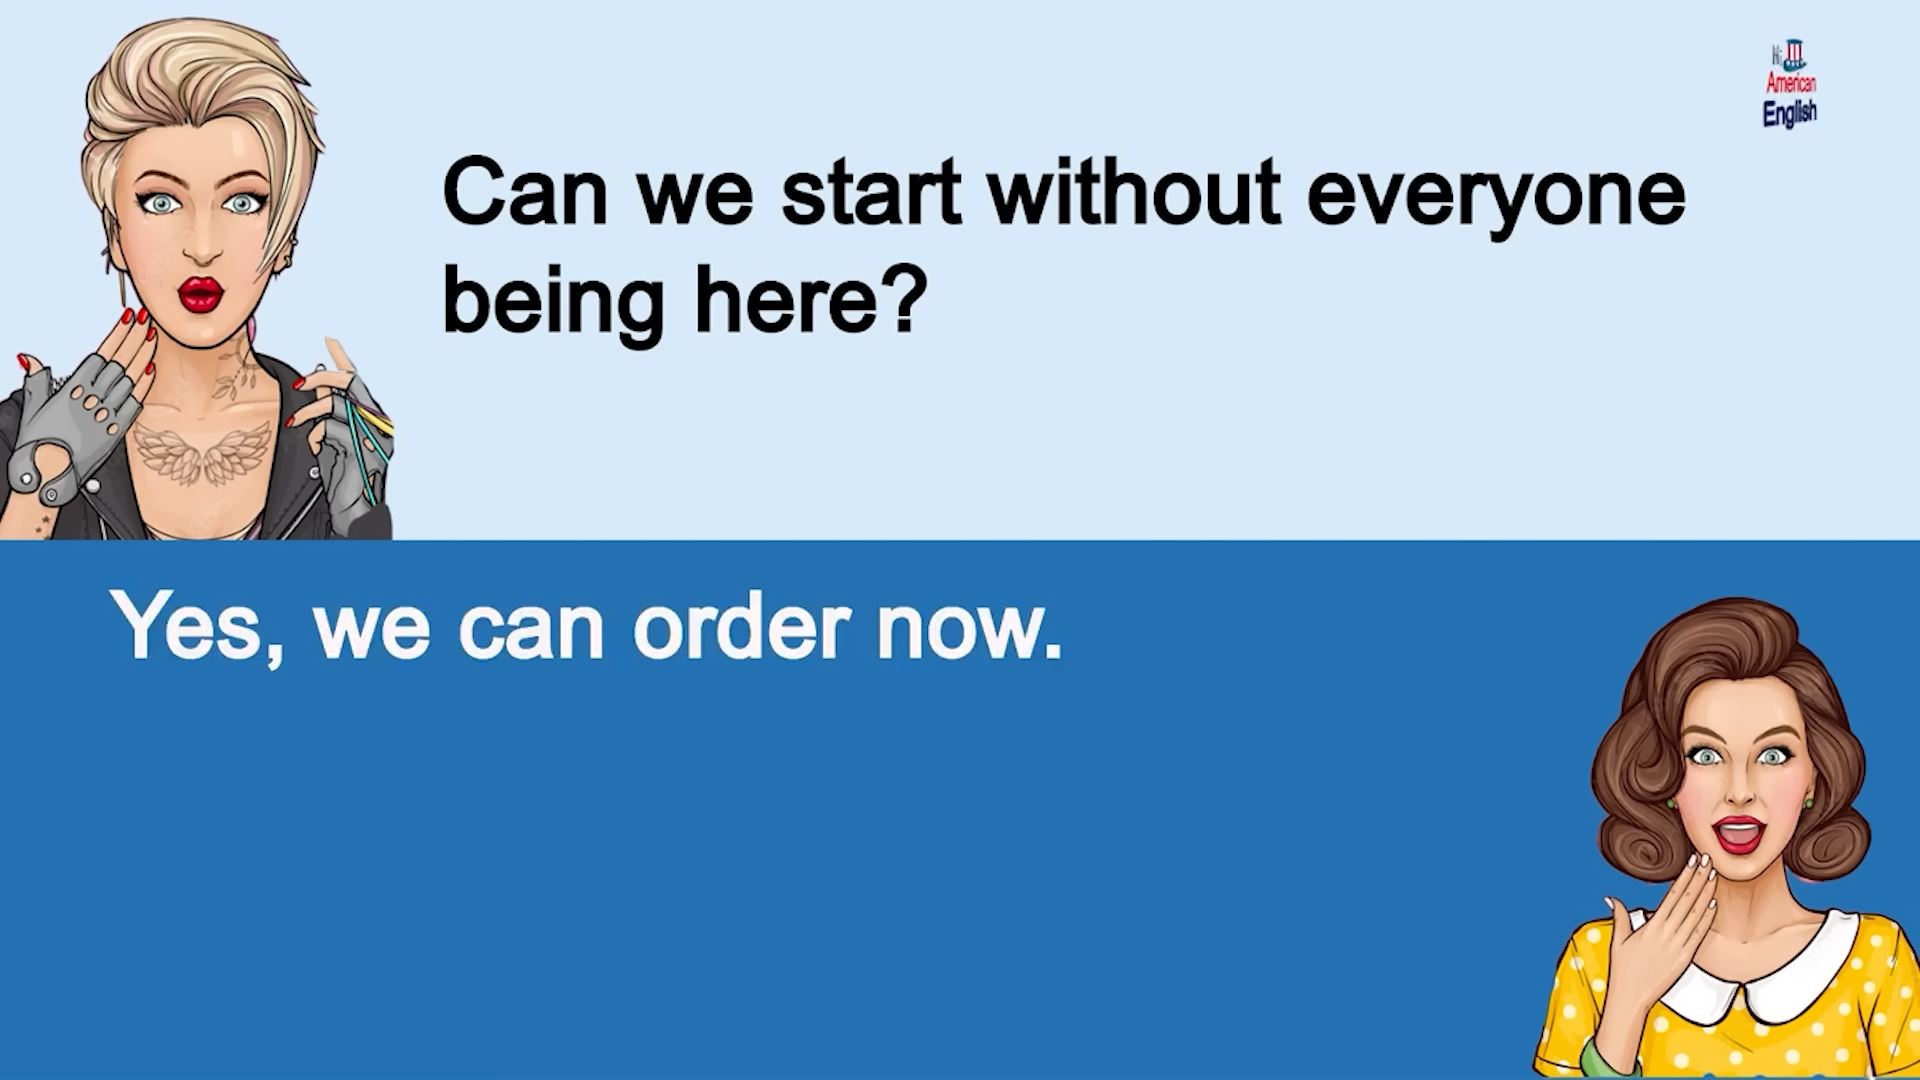 Hi
American
English
Can we start without everyone
being here?
Yes, we can order now.